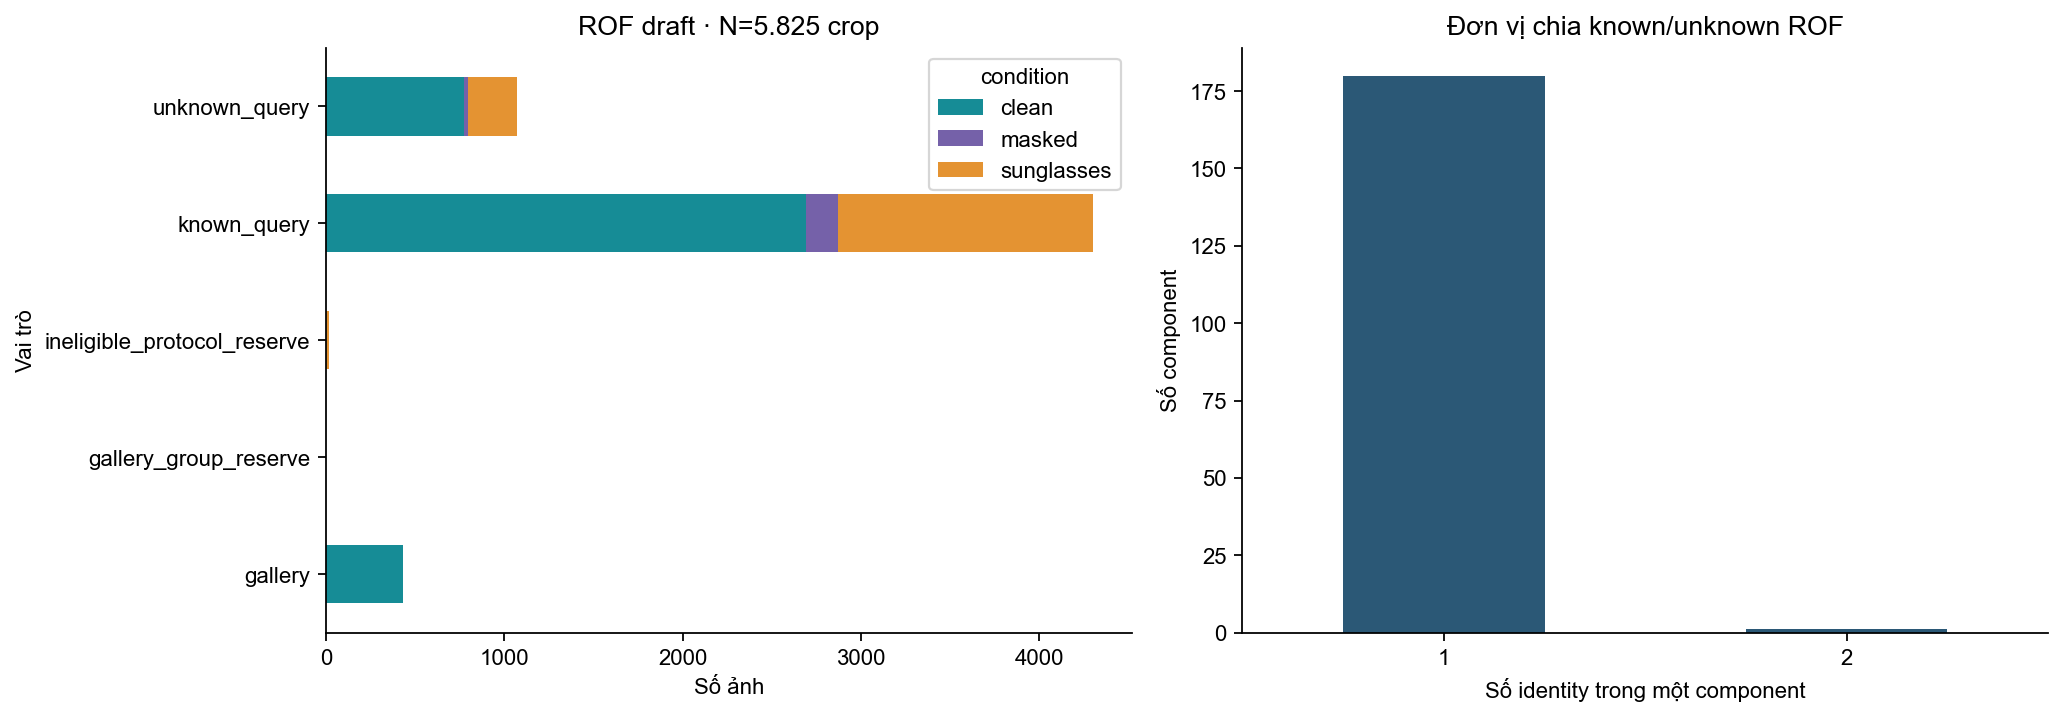 ROF draft · N=5.825 crop
condition
clean
masked
sunglasses
unknown_query
known_query
ineligible_protocol_reserve
gallery_group_reserve
gallery
Vai trò
0 1000 2000 3000 4000
Số ảnh
Đơn vị chia known/unknown ROF
175
150
125
100
75
50
25
0
Số component
1 2
Số identity trong một component